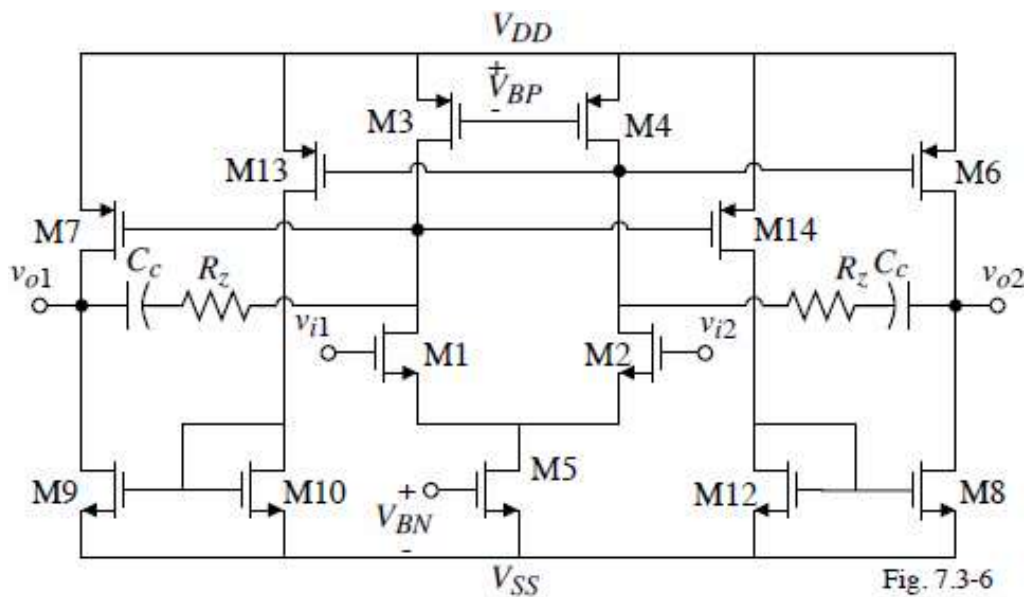 VDD
+
VBP
-
M3
M4
M13
M6
M7
M14
Cc
Rz
Rz
Cc
vo1
vo2
vi1
vi2
M1
M2
M9
M10
M5
M12
M8
+
VBN
-
VSS
Fig. 7.3-6